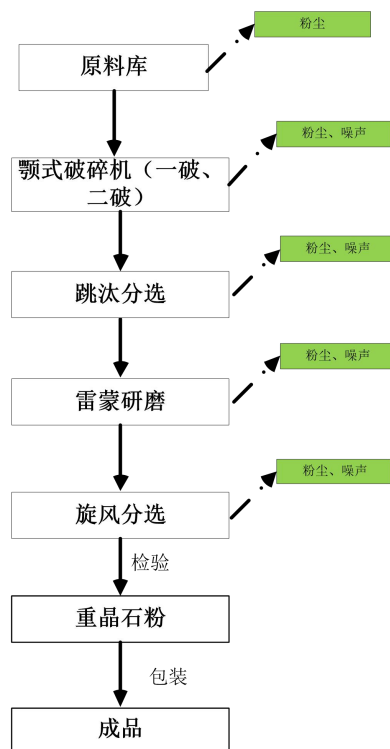 粉尘
原料库
粉尘、噪声
颚式破碎机（一破、
二破）
粉尘、噪声
跳汰分选
粉尘、噪声
雷蒙研磨
粉尘、噪声
旋风分选
检验
重晶石粉
包装
成品